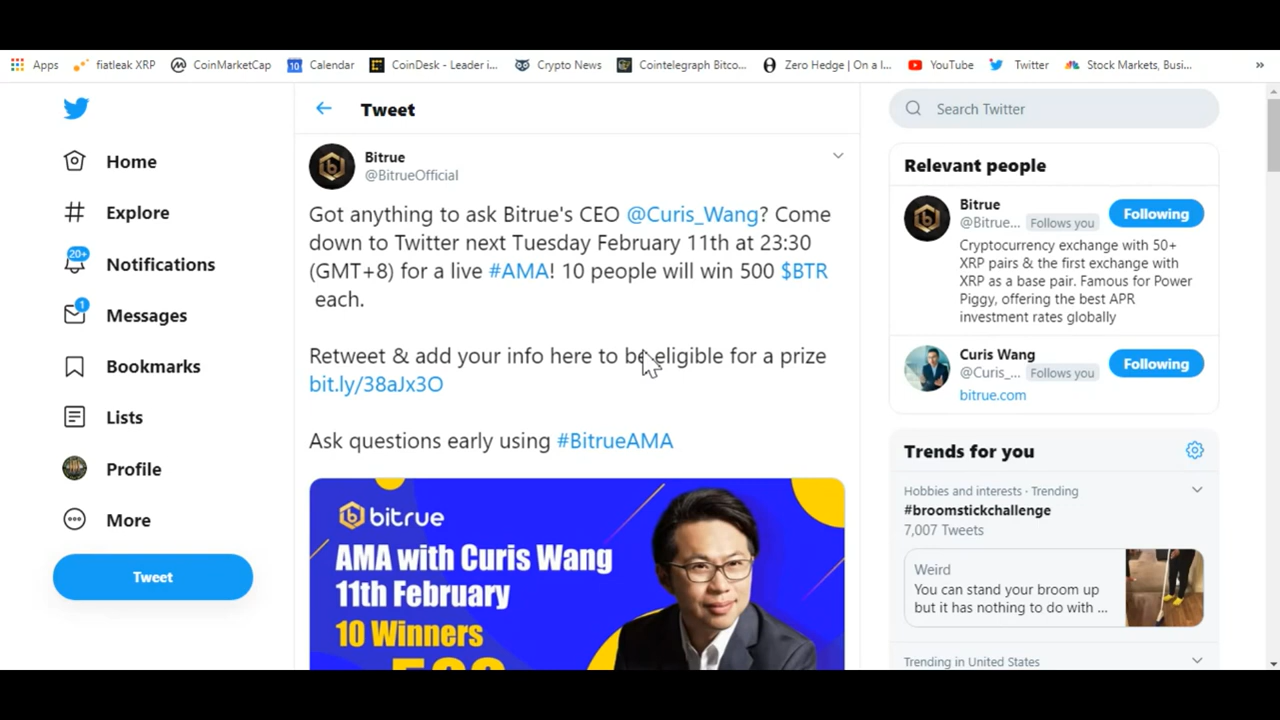 Apps fiatleak XRP CoinMarketCap Calendar CoinDesk - Leader i... Crypto News Cointelegraph Bitco... Zero Hedge | On a l... YouTube Twitter Stock Markets, Busi... »
Home
Explore
20+
Notifications
1
Messages
Bookmarks
Lists
Profile
More
Tweet
Tweet
Bitrue
@BitrueOfficial
Got anything to ask Bitrue's CEO @Curis_Wang? Come
down to Twitter next Tuesday February 11th at 23:30
(GMT+8) for a live #AMA! 10 people will win 500 $BTR
each.
Retweet & add your info here to be eligible for a prize
bit.ly/38aJx3O
Ask questions early using #BitrueAMA
bitrue
AMA with Curis Wang
11th February
10 Winners
Search Twitter
Relevant people
Bitrue
@Bitrue... Follows you
Following
Cryptocurrency exchange with 50+
XRP pairs & the first exchange with
XRP as a base pair. Famous for Power
Piggy, offering the best APR
investment rates globally
Curis Wang
@Curis_... Follows you
Following
bitrue.com
Trends for you
Hobbies and interests · Trending
#broomstickchallenge
7,007 Tweets
Weird
You can stand your broom up
but it has nothing to do with ...
Trending in United States